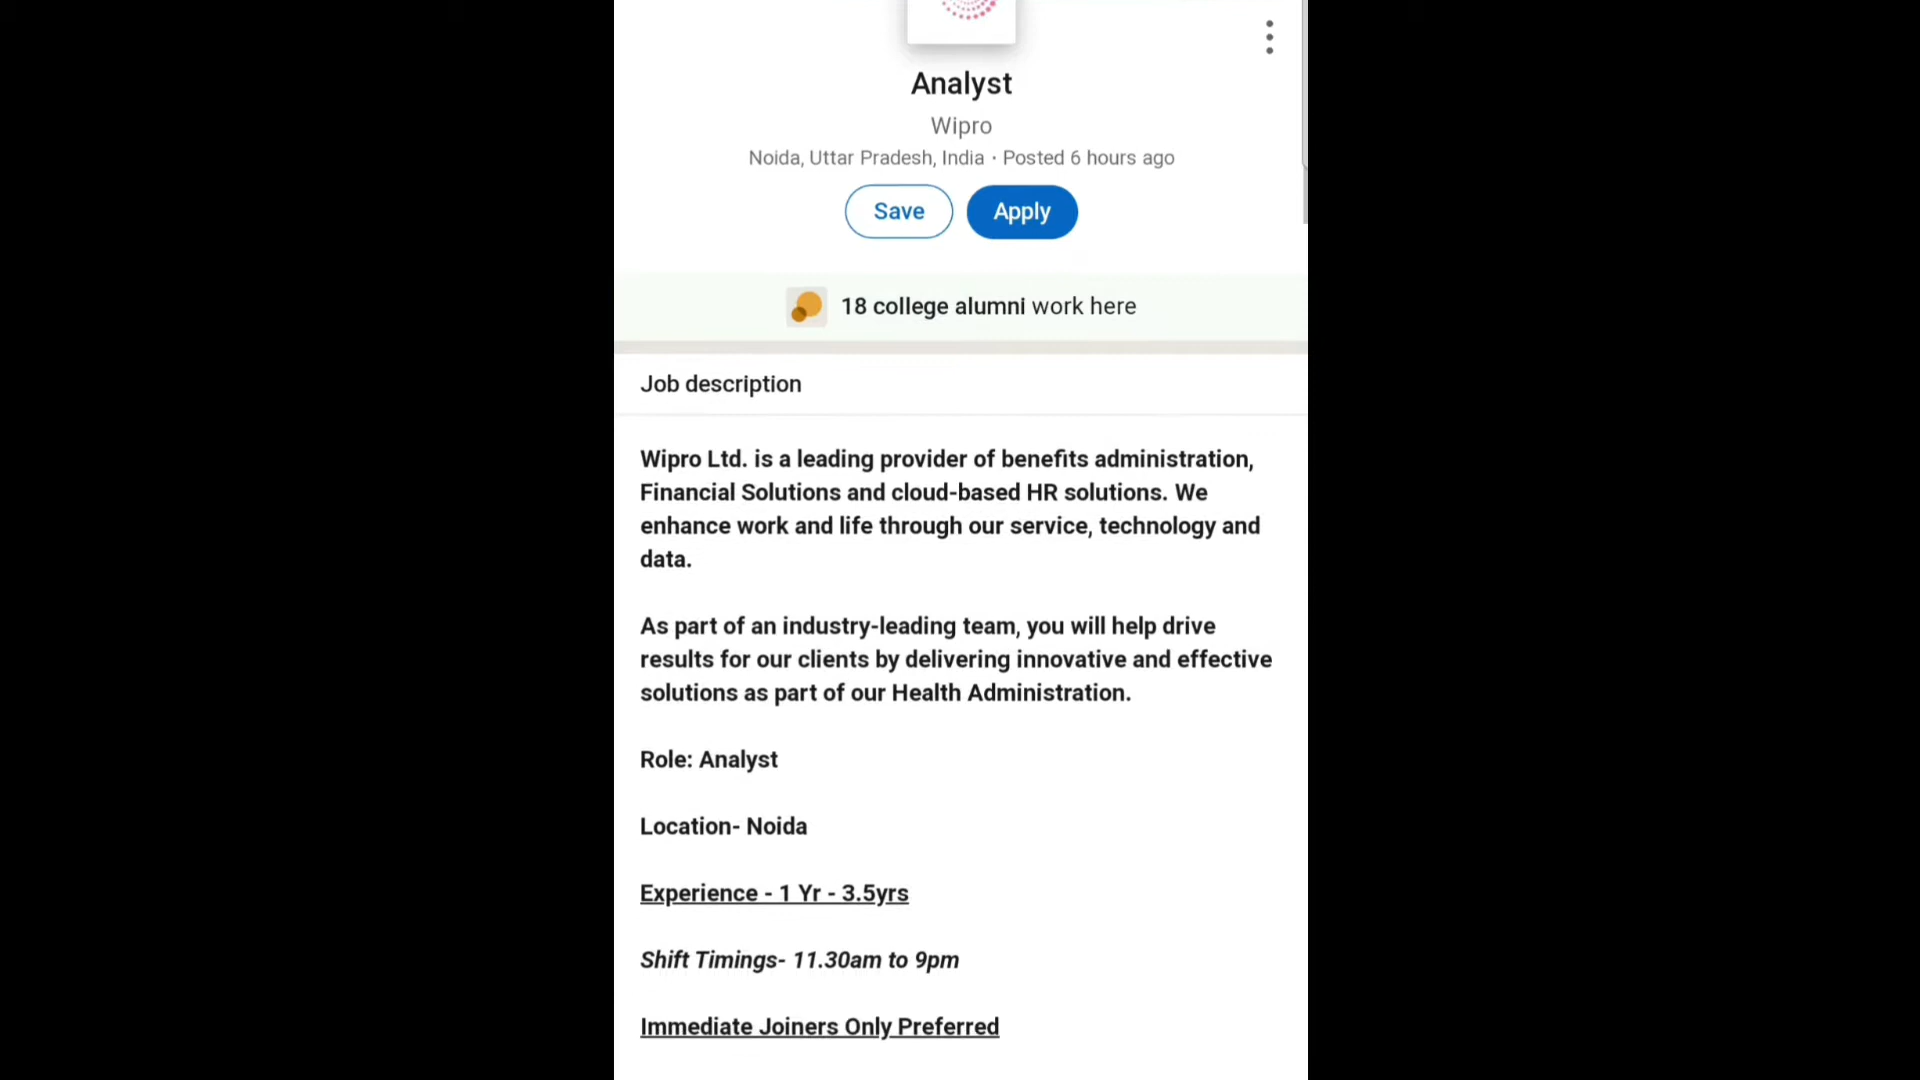 Analyst
Wipro
Noida, Uttar Pradesh, India · Posted 6 hours ago
Save Apply
18 college alumni work here
Job description
Wipro Ltd. is a leading provider of benefits administration,
Financial Solutions and cloud-based HR solutions. We
enhance work and life through our service, technology and
data.
As part of an industry-leading team, you will help drive
results for our clients by delivering innovative and effective
solutions as part of our Health Administration.
Role: Analyst
Location- Noida
Experience - 1 Yr - 3.5yrs
Shift Timings- 11.30am to 9pm
Immediate Joiners Only Preferred